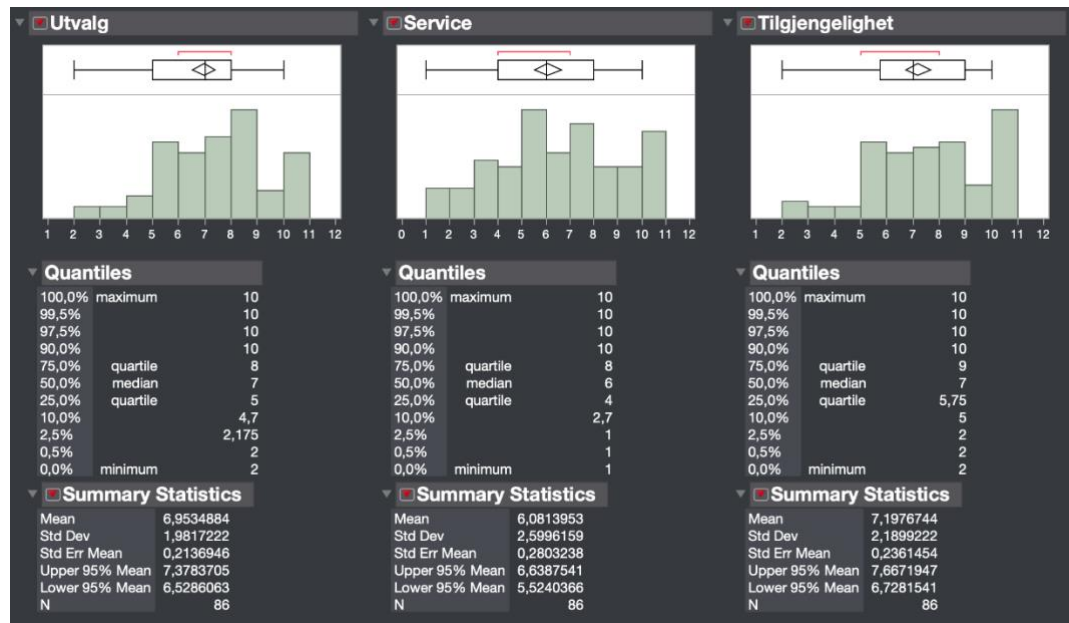 Utvalg
1 2 3 4 5 6 7 8 9 10 11 12
Quantiles
100,0% maximum 10
99,5% 10
97,5% 10
90,0% 10
75,0% quartile 8
50,0% median 7
25,0% quartile 5
10,0% 4,7
2,5% 2,175
0,5% 2
0,0% minimum 2
Summary Statistics
Mean 6,9534884
Std Dev 1,9817222
Std Err Mean 0,2136946
Upper 95% Mean 7,3783705
Lower 95% Mean 6,5286063
N 86
Service
0 1 2 3 4 5 6 7 8 9 10 11 12
Quantiles
100,0% maximum 10
99,5% 10
97,5% 10
90,0% 10
75,0% quartile 8
50,0% median 6
25,0% quartile 4
10,0% 2,7
2,5% 1
0,5% 1
0,0% minimum 1
Summary Statistics
Mean 6,0813953
Std Dev 2,5996159
Std Err Mean 0,2803238
Upper 95% Mean 6,6387541
Lower 95% Mean 5,5240366
N 86
Tilgjengelighet
1 2 3 4 5 6 7 8 9 10 11 12
Quantiles
100,0% maximum 10
99,5% 10
97,5% 10
90,0% 10
75,0% quartile 9
50,0% median 7
25,0% quartile 5,75
10,0% 5
2,5% 2
0,5% 2
0,0% minimum 2
Summary Statistics
Mean 7,1976744
Std Dev 2,1899222
Std Err Mean 0,2361454
Upper 95% Mean 7,6671947
Lower 95% Mean 6,7281541
N 86